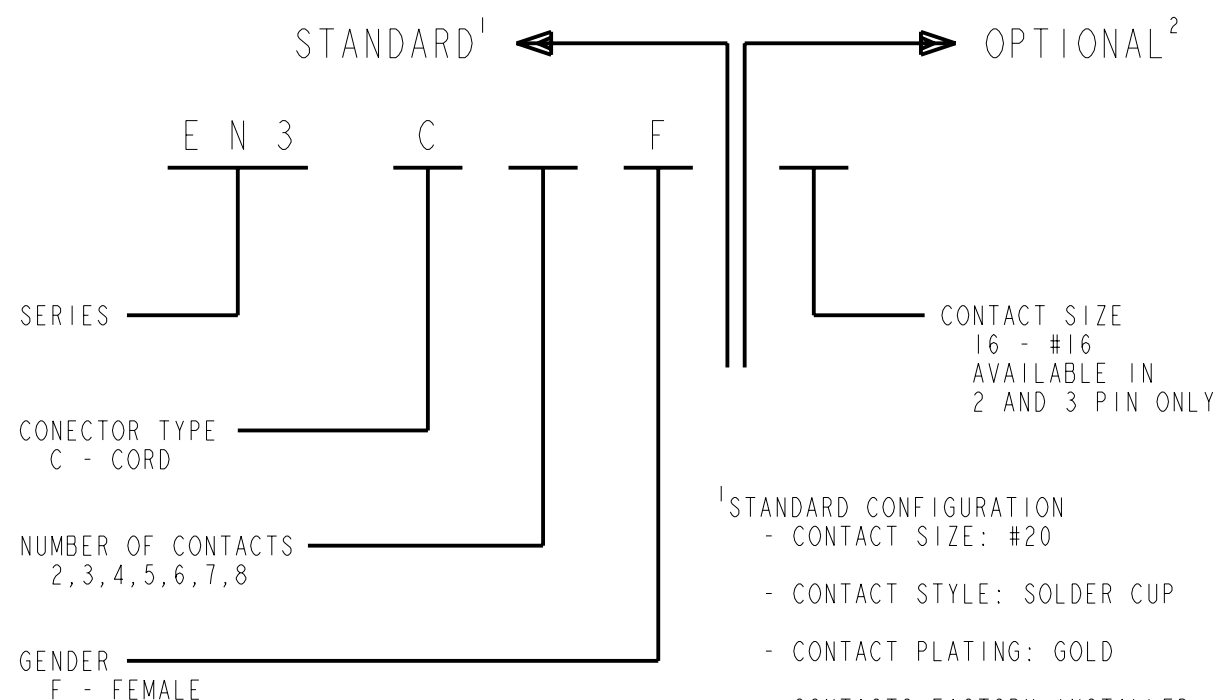 STANDARD¹
OPTIONAL²
EN3 C F
SERIES
CONTACT SIZE
16 - #16
AVAILABLE IN
2 AND 3 PIN ONLY
CONECTOR TYPE
C - CORD
NUMBER OF CONTACTS
2,3,4,5,6,7,8
GENDER
F - FEMALE
¹STANDARD CONFIGURATION
- CONTACT SIZE: #20
- CONTACT STYLE: SOLDER CUP
- CONTACT PLATING: GOLD